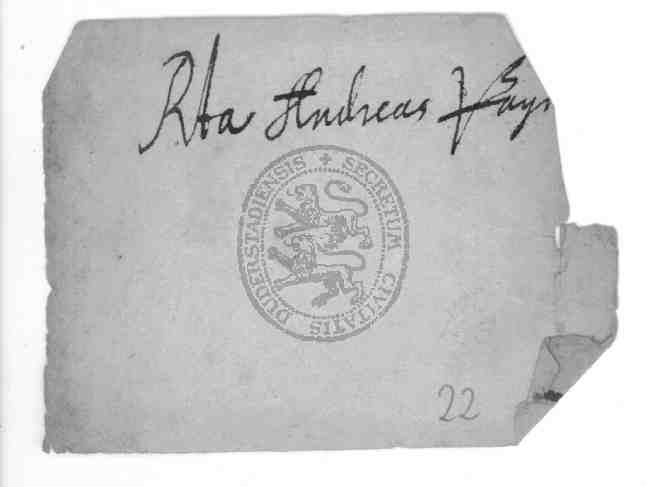 Rta Andreas
SECRETUM CIVITATIS DUDERSTADIENSIS
22